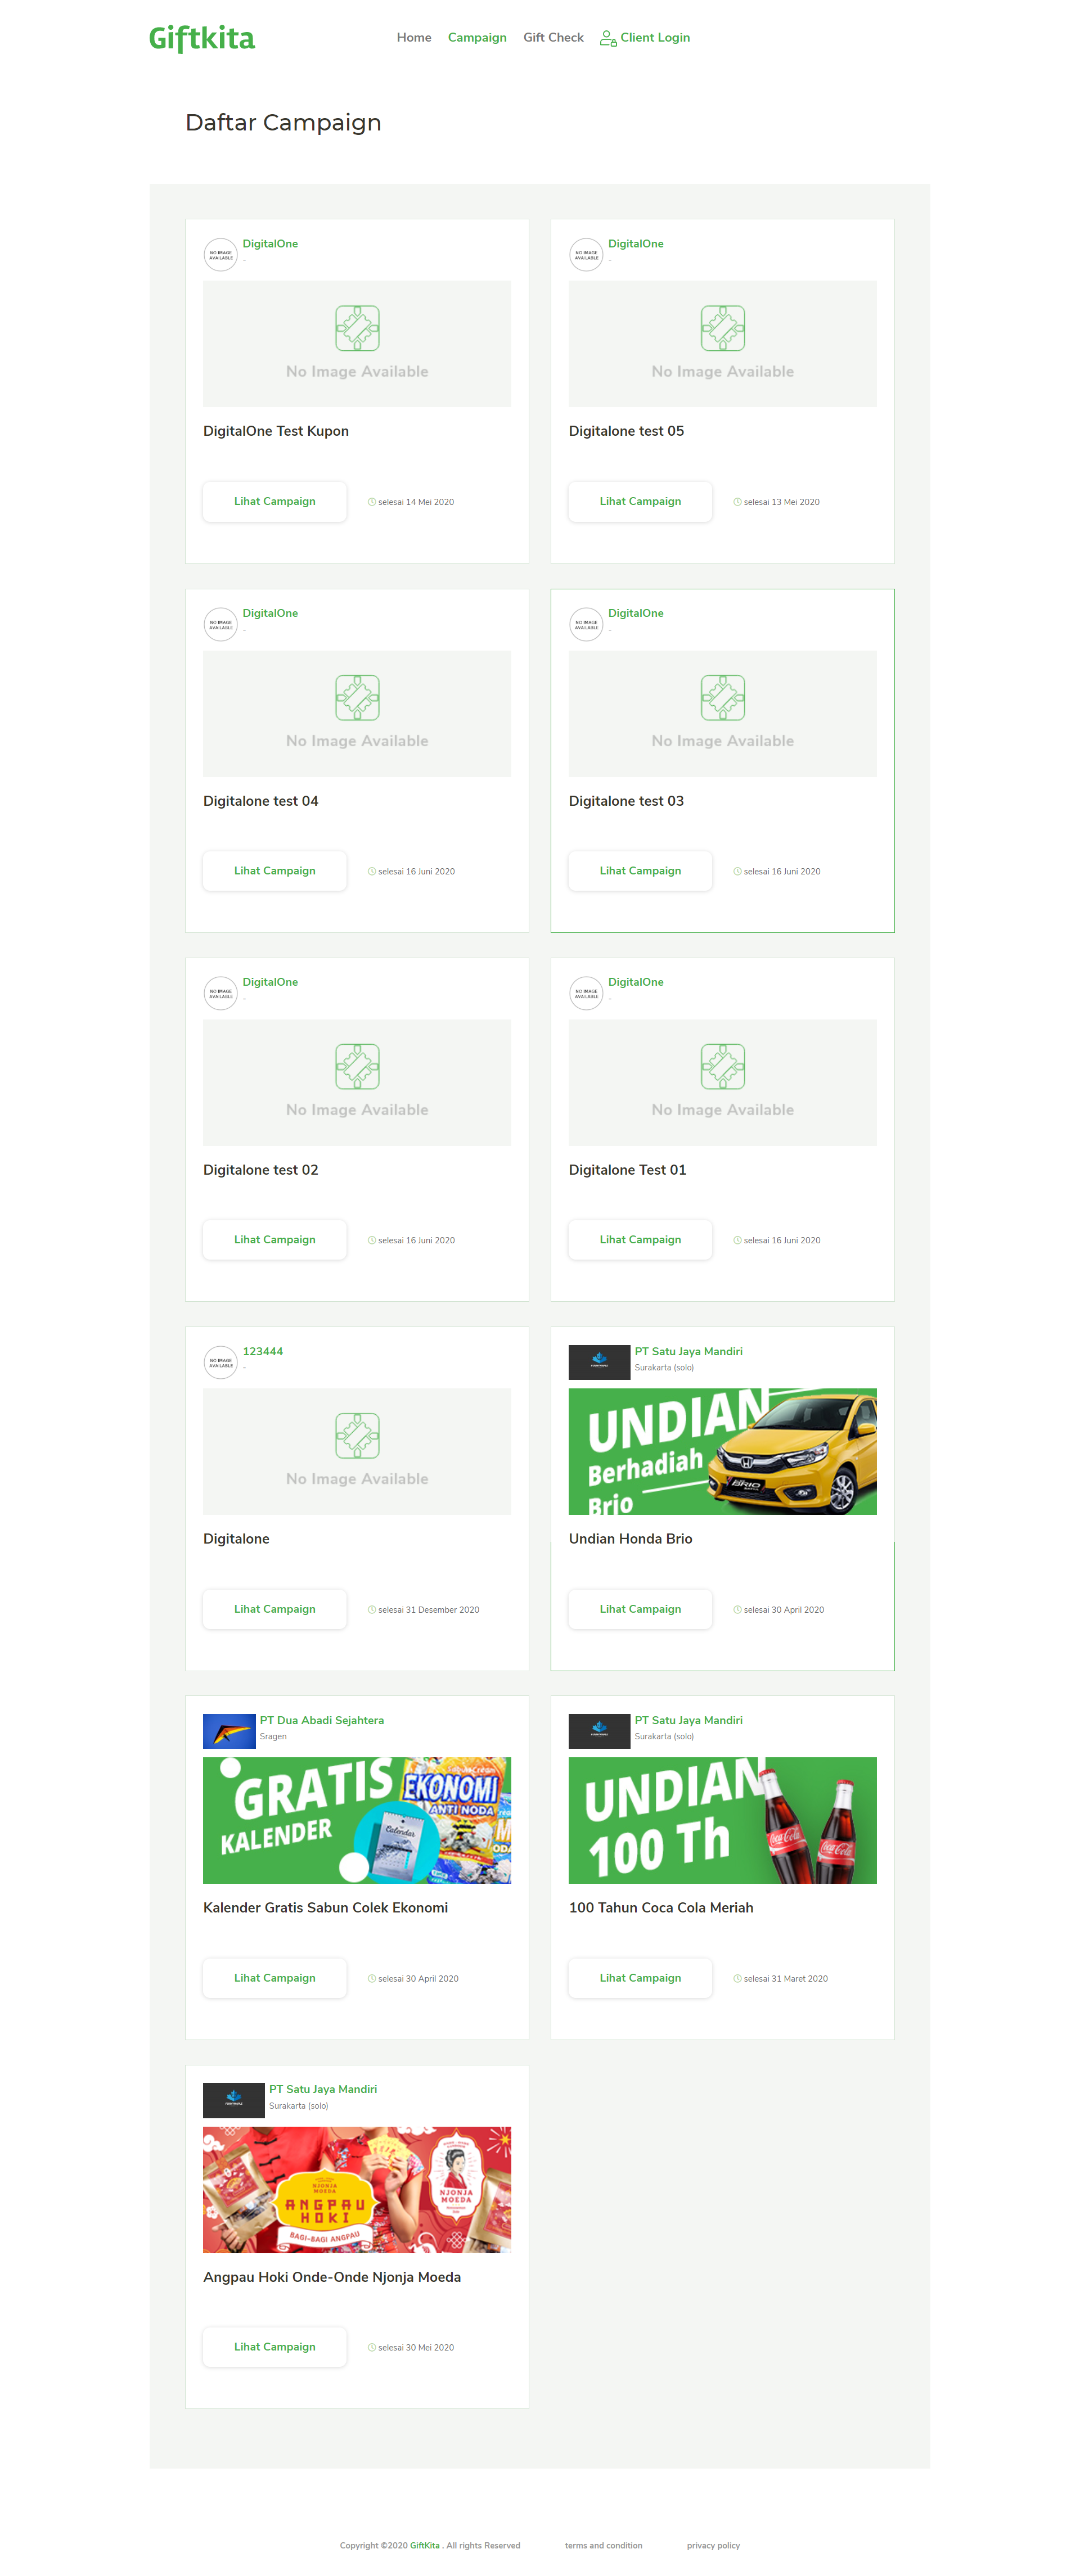 Giftkita
Home Campaign Gift Check Client Login
Daftar Campaign
NO IMAGE
AVAILABLE
DigitalOne
-
No Image Available
DigitalOne Test Kupon
Lihat Campaign
selesai 14 Mei 2020
NO IMAGE
AVAILABLE
DigitalOne
-
No Image Available
Digitalone test 05
Lihat Campaign
selesai 13 Mei 2020
NO IMAGE
AVAILABLE
DigitalOne
-
No Image Available
Digitalone test 04
Lihat Campaign
selesai 16 Juni 2020
NO IMAGE
AVAILABLE
DigitalOne
-
No Image Available
Digitalone test 03
Lihat Campaign
selesai 16 Juni 2020
NO IMAGE
AVAILABLE
DigitalOne
-
No Image Available
Digitalone test 02
Lihat Campaign
selesai 16 Juni 2020
NO IMAGE
AVAILABLE
DigitalOne
-
No Image Available
Digitalone Test 01
Lihat Campaign
selesai 16 Juni 2020
NO IMAGE
AVAILABLE
123444
-
No Image Available
Digitalone
Lihat Campaign
selesai 31 Desember 2020
PT Satu Jaya Mandiri
Surakarta (solo)
UNDIAN
Berhadiah
Brio
BRIO
Undian Honda Brio
Lihat Campaign
selesai 30 April 2020
PT Dua Abadi Sejahtera
Sragen
GRATIS
KALENDER
Calendar
EKONOMI
ANTI NODA
Kalender Gratis Sabun Colek Ekonomi
Lihat Campaign
selesai 30 April 2020
PT Satu Jaya Mandiri
Surakarta (solo)
UNDIAN
100 Th
Coca-Cola
Coca-Cola
100 Tahun Coca Cola Meriah
Lihat Campaign
selesai 31 Maret 2020
PT Satu Jaya Mandiri
Surakarta (solo)
NJONJA
MOEDA
ANGPAU
HOKI
BAGI-BAGI ANGPAU
NJONJA
MOEDA
Angpau Hoki Onde-Onde Njonja Moeda
Lihat Campaign
selesai 30 Mei 2020
Copyright ©2020 GiftKita . All rights Reserved
terms and condition
privacy policy